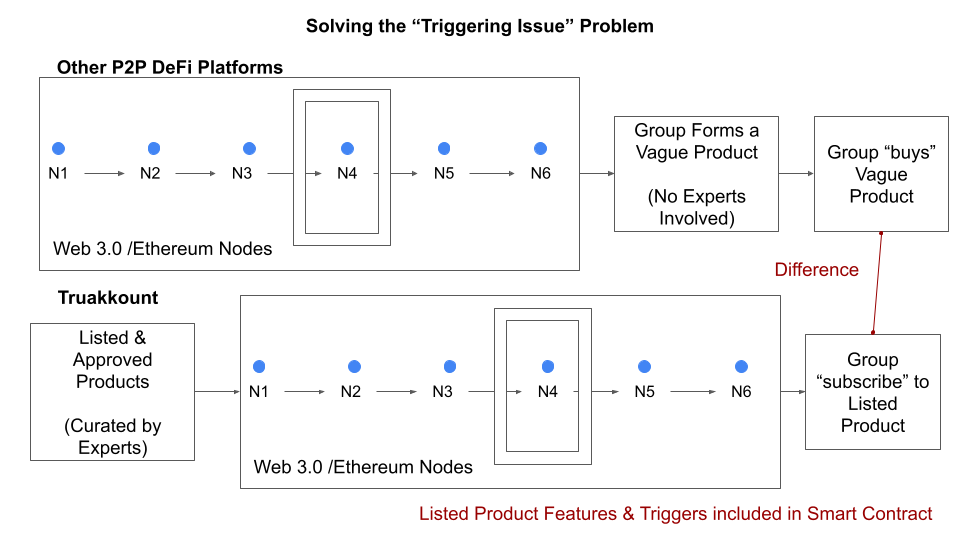 Solving the “Triggering Issue” Problem
Other P2P DeFi Platforms
N1
N2
N3
N4
N5
N6
Web 3.0 /Ethereum Nodes
Group Forms a
Vague Product
(No Experts
Involved)
Group “buys”
Vague
Product
Difference
Truakkount
Listed &
Approved
Products
(Curated by
Experts)
N1
N2
N3
N4
N5
N6
Web 3.0 /Ethereum Nodes
Group
“subscribe” to
Listed
Product
Listed Product Features & Triggers included in Smart Contract